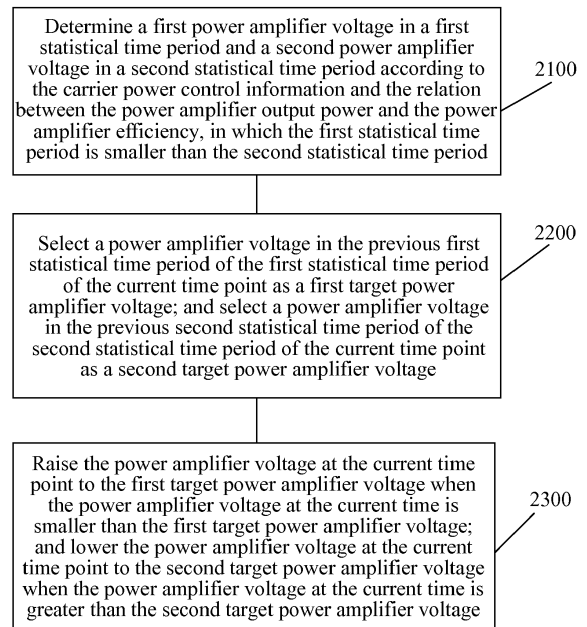 Determine a first power amplifier voltage in a first
statistical time period and a second power amplifier
voltage in a second statistical time period according to
the carrier power control information and the relation
between the power amplifier output power and the power
amplifier efficiency, in which the first statistical time
period is smaller than the second statistical time period
2100
Select a power amplifier voltage in the previous first
statistical time period of the first statistical time period
of the current time point as a first target power
amplifier voltage; and select a power amplifier voltage
in the previous second statistical time period of the
second statistical time period of the current time point
as a second target power amplifier voltage
2200
Raise the power amplifier voltage at the current time
point to the first target power amplifier voltage when
the power amplifier voltage at the current time is
smaller than the first target power amplifier voltage;
and lower the power amplifier voltage at the current
time point to the second target power amplifier voltage
when the power amplifier voltage at the current time is
greater than the second target power amplifier voltage
2300